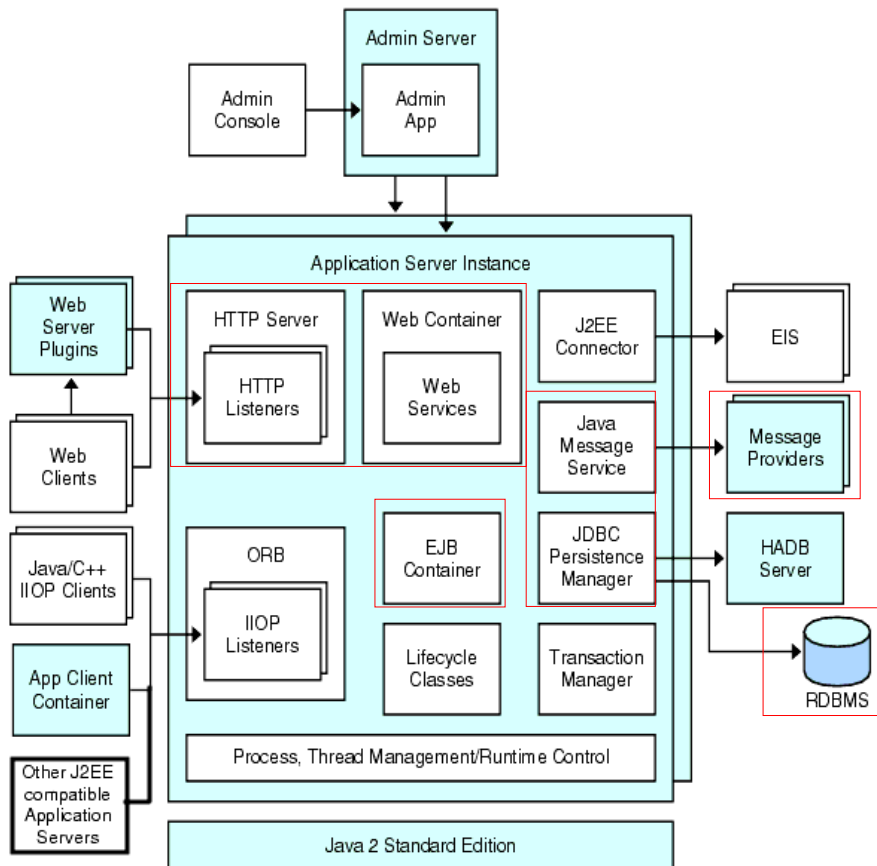 Admin Server
Admin
Console
Admin
App
Application Server Instance
Web
Server
Plugins
HTTP Server
HTTP
Listeners
Web Container
Web
Services
J2EE
Connector
EIS
Web
Clients
Java
Message
Service
Message
Providers
Java/C++
IIOP Clients
ORB
IIOP
Listeners
EJB
Container
JDBC
Persistence
Manager
HADB
Server
App Client
Container
Lifecycle
Classes
Transaction
Manager
RDBMS
Other J2EE
compatible
Application
Servers
Process, Thread Management/Runtime Control
Java 2 Standard Edition